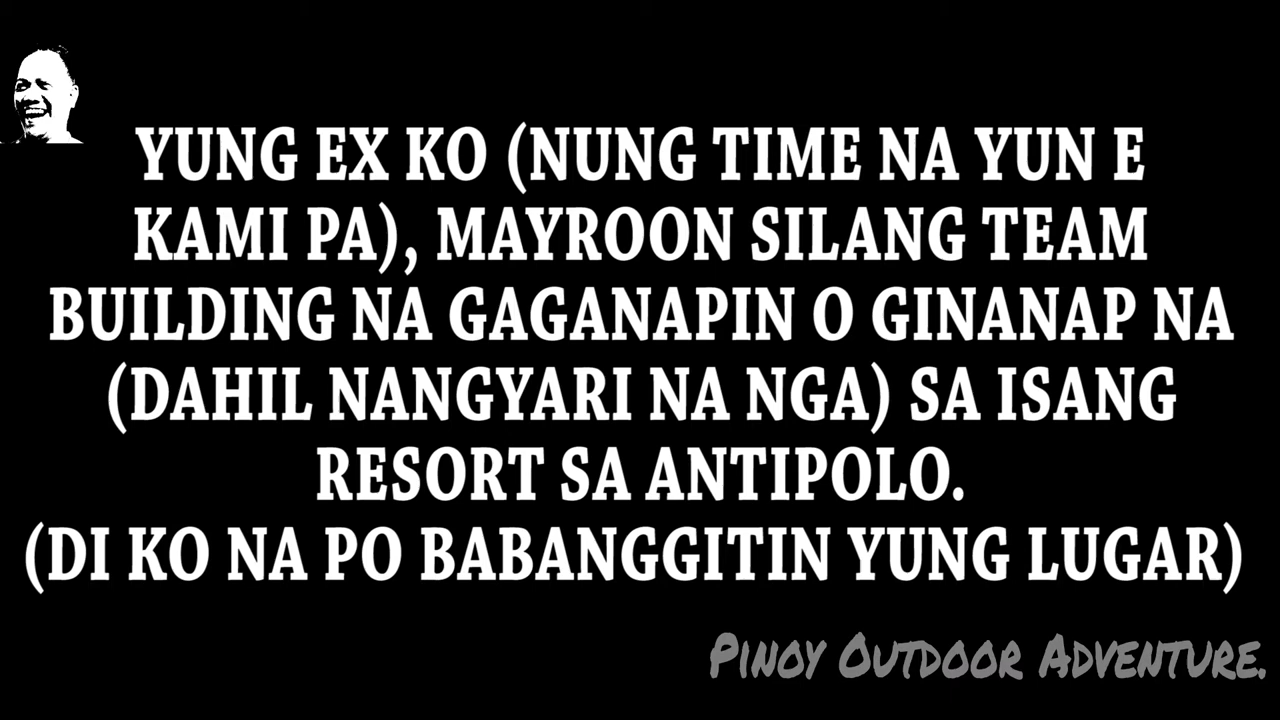 YUNG EX KO (NUNG TIME NA YUN E
KAMI PA), MAYROON SILANG TEAM
BUILDING NA GAGANAPIN O GINANAP NA
(DAHIL NANGYARI NA NGA) SA ISANG
RESORT SA ANTIPOLO.
(DI KO NA PO BABANGGITIN YUNG LUGAR)
PINOY OUTDOOR ADVENTURE.